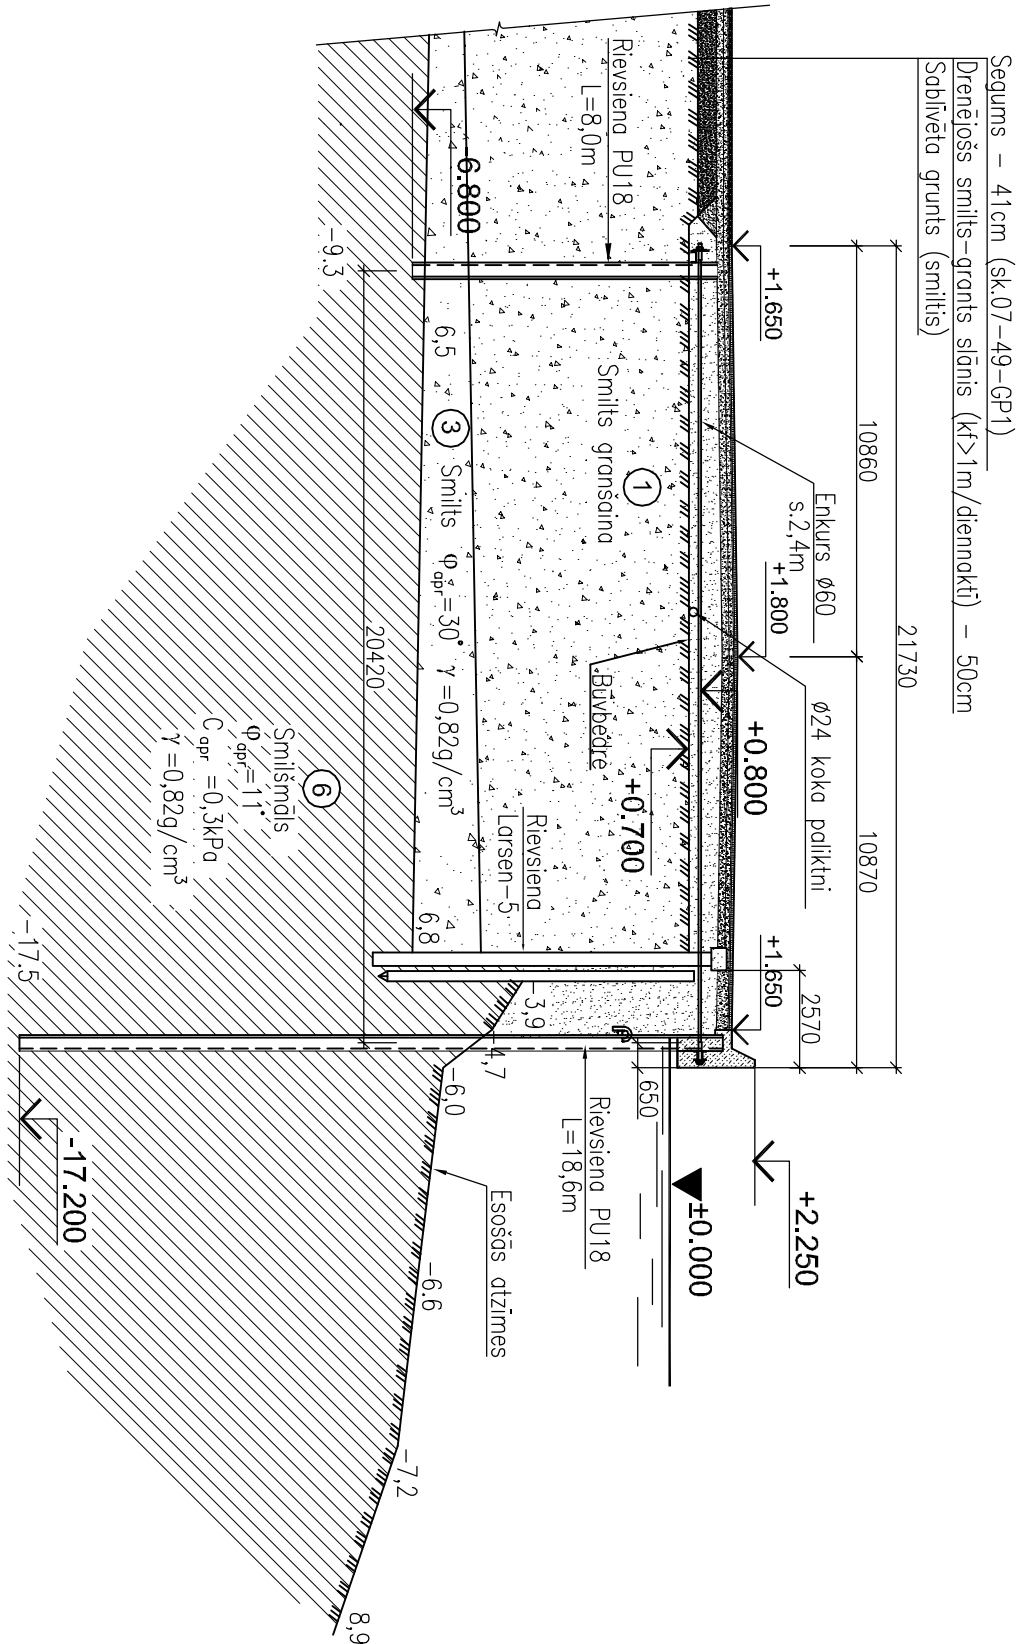 Segums - 41cm (sk.07-49-GP1)
Drenējošs smilts-grants slānis (kf>1m/diennaktī) - 50cm
Sablīvēta grunts (smiltis)
21730
10860
10870
2570
650
+1.650
+1.800
+1.650
+2.250
Enkurs ø60
s.2,4m
ø24 koka paliktni
+0.800
+0.700
±0.000
Būvbedre
Rievsiena PU18
L=8,0m
1
Smilts granšaina
Rievsiena
Larsen-5
Rievsiena PU18
L=18,6m
-6.800
6,5
3
Smilts φapr.=30° γ=0,82g/cm³
6,8
-3,9
-4,7
-6,0
Esošās atzīmes
-6.6
-7,2
8,9
-9.3
20420
6
Smilšmāls
φapr=11°
Capr =0,3kPa
γ=0,82g/cm³
-17.5
-17.200